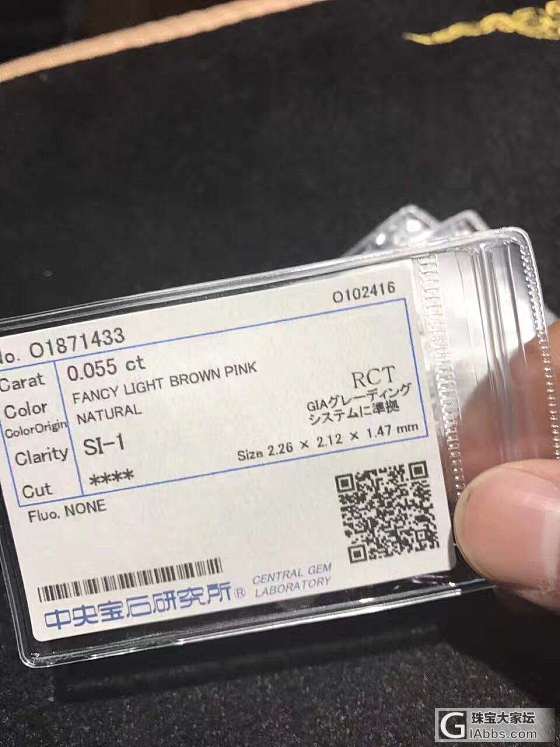 No. O1871433
O102416
Carat 0.055 ct
Color FANCY LIGHT BROWN PINK
ColorOrigin NATURAL
RCT
GIAグレーディング
システムに準拠
Clarity SI-1
Size 2.26 × 2.12 × 1.47 mm
Cut ****
Fluo. NONE
中央宝石研究所®
CENTRAL GEM
LABORATORY
珠宝大家坛
GIAbbs.com